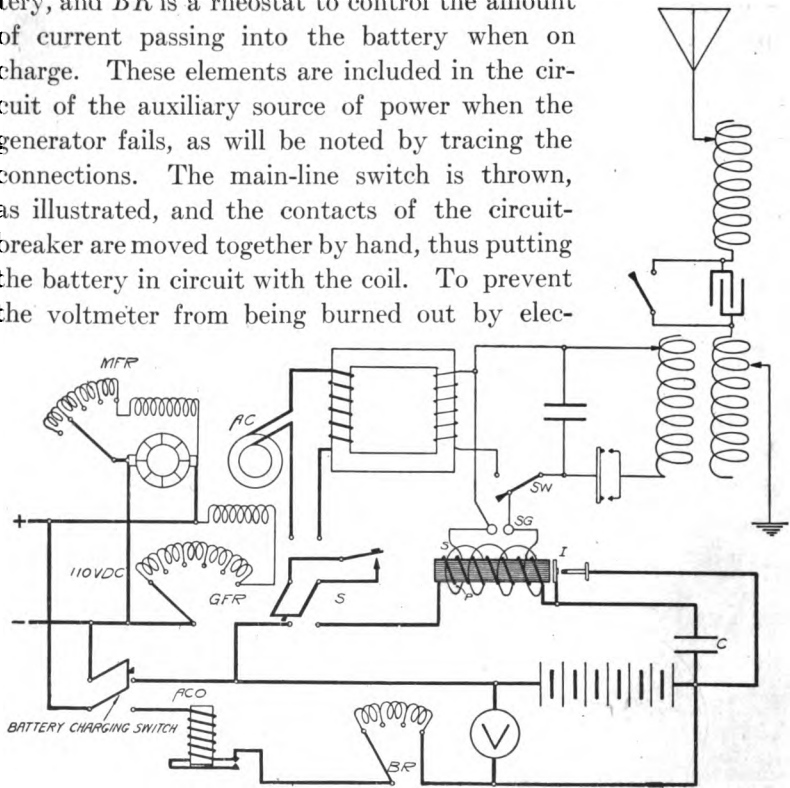 tery, and BR is a rheostat to control the amount
of current passing into the battery when on
charge. These elements are included in the cir-
cuit of the auxiliary source of power when the
generator fails, as will be noted by tracing the
connections. The main-line switch is thrown,
as illustrated, and the contacts of the circuit-
breaker are moved together by hand, thus putting
the battery in circuit with the coil. To prevent
the voltmeter from being burned out by elec-
MFR
AC
SW
SG
+
S
I
110VDC
GFR
S
P
-
C
ACO
BATTERY CHARGING SWITCH
V
BR